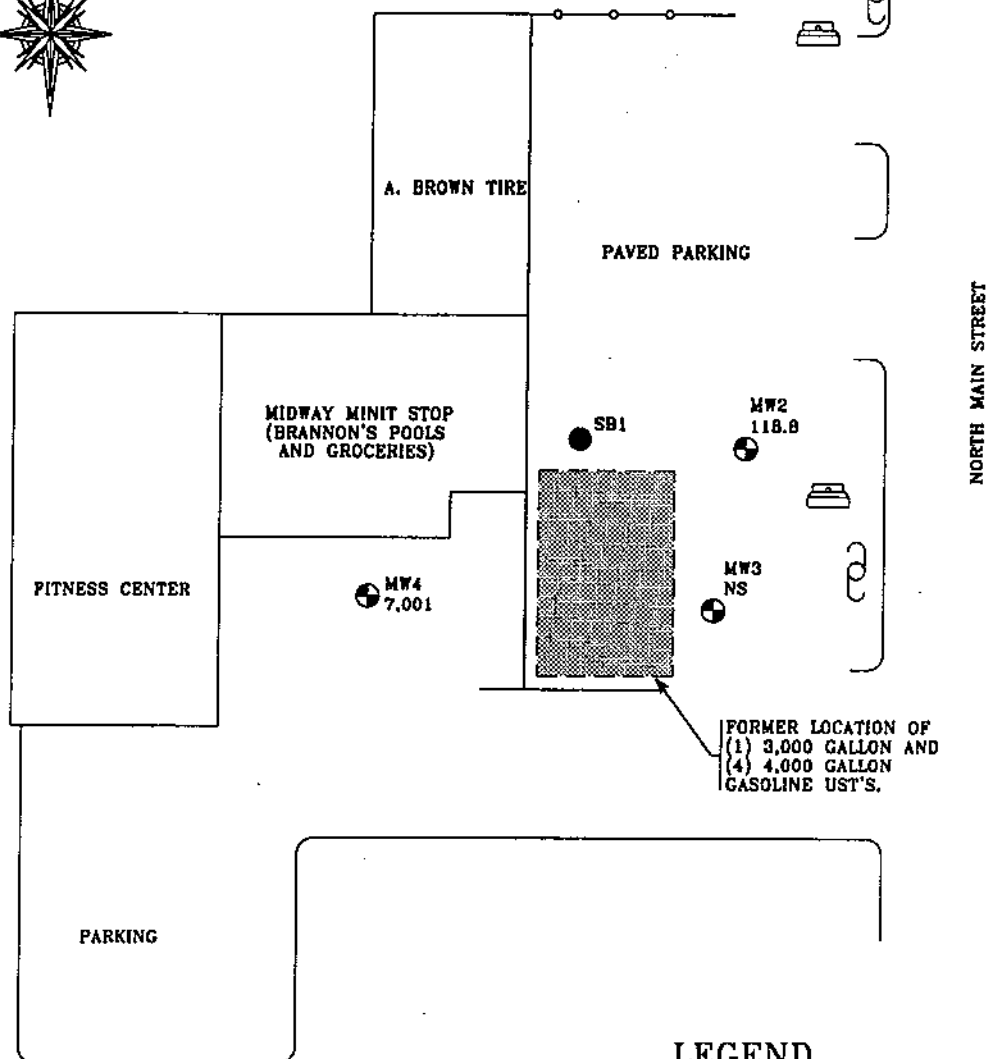 A. BROWN TIRE
PAVED PARKING
NORTH MAIN STREET
MIDWAY MINIT STOP
(BRANNON'S POOLS
AND GROCERIES)
SB1
MW2
118.8
FITNESS CENTER
MW4
7,001
MW3
NS
FORMER LOCATION OF
(1) 3,000 GALLON AND
(4) 4,000 GALLON
GASOLINE UST'S.
PARKING
LEGEND